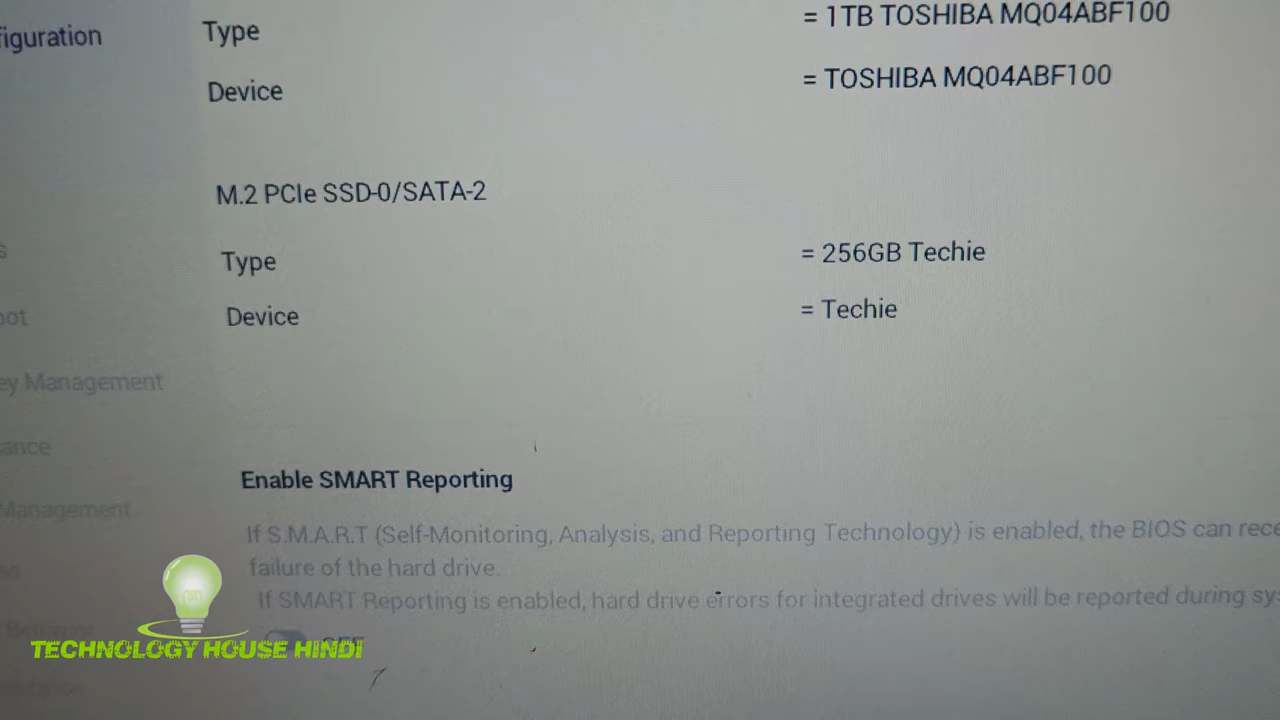 figuration
Type = 1TB TOSHIBA MQ04ABF100
Device = TOSHIBA MQ04ABF100
M.2 PCIe SSD-0/SATA-2
Type = 256GB Techie
Device = Techie
ey Management
Management
Enable SMART Reporting
If S.M.A.R.T (Self-Monitoring, Analysis, and Reporting Technology) is enabled, the BIOS can rece
failure of the hard drive.
If SMART Reporting is enabled, hard drive errors for integrated drives will be reported during sys
OFF
TECHNOLOGY HOUSE HINDI